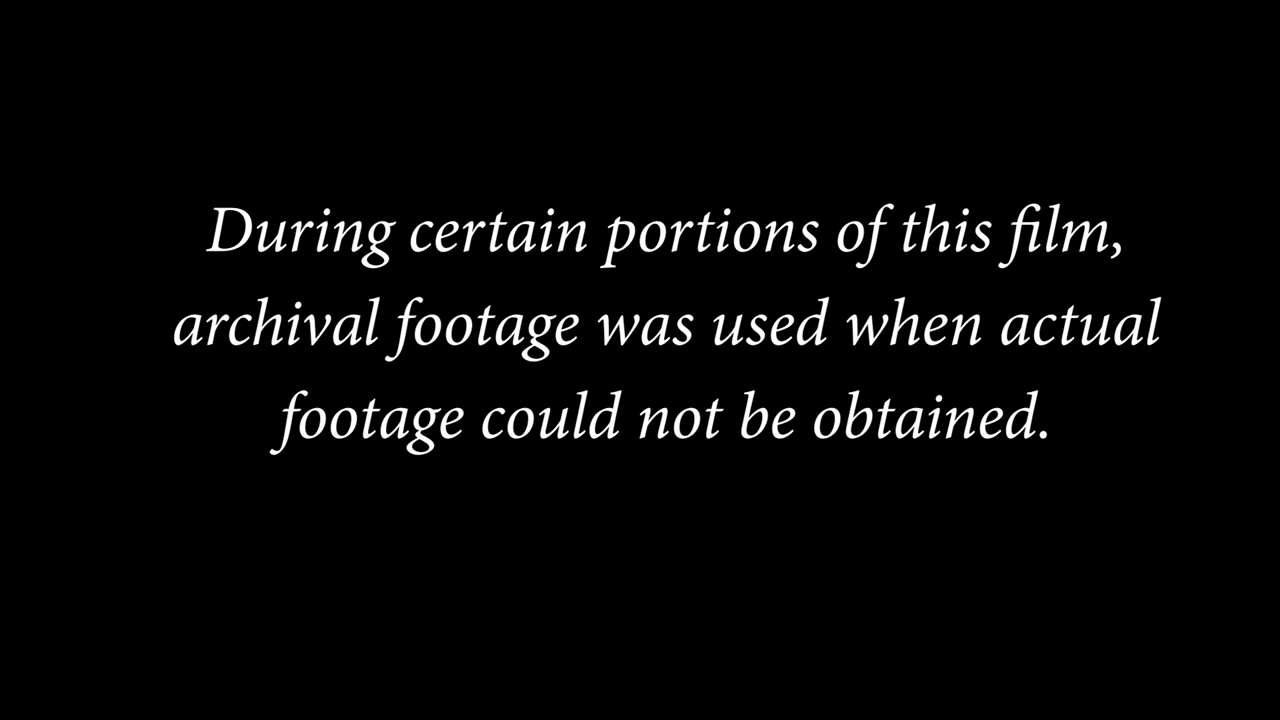 During certain portions of this film,
archival footage was used when actual
footage could not be obtained.